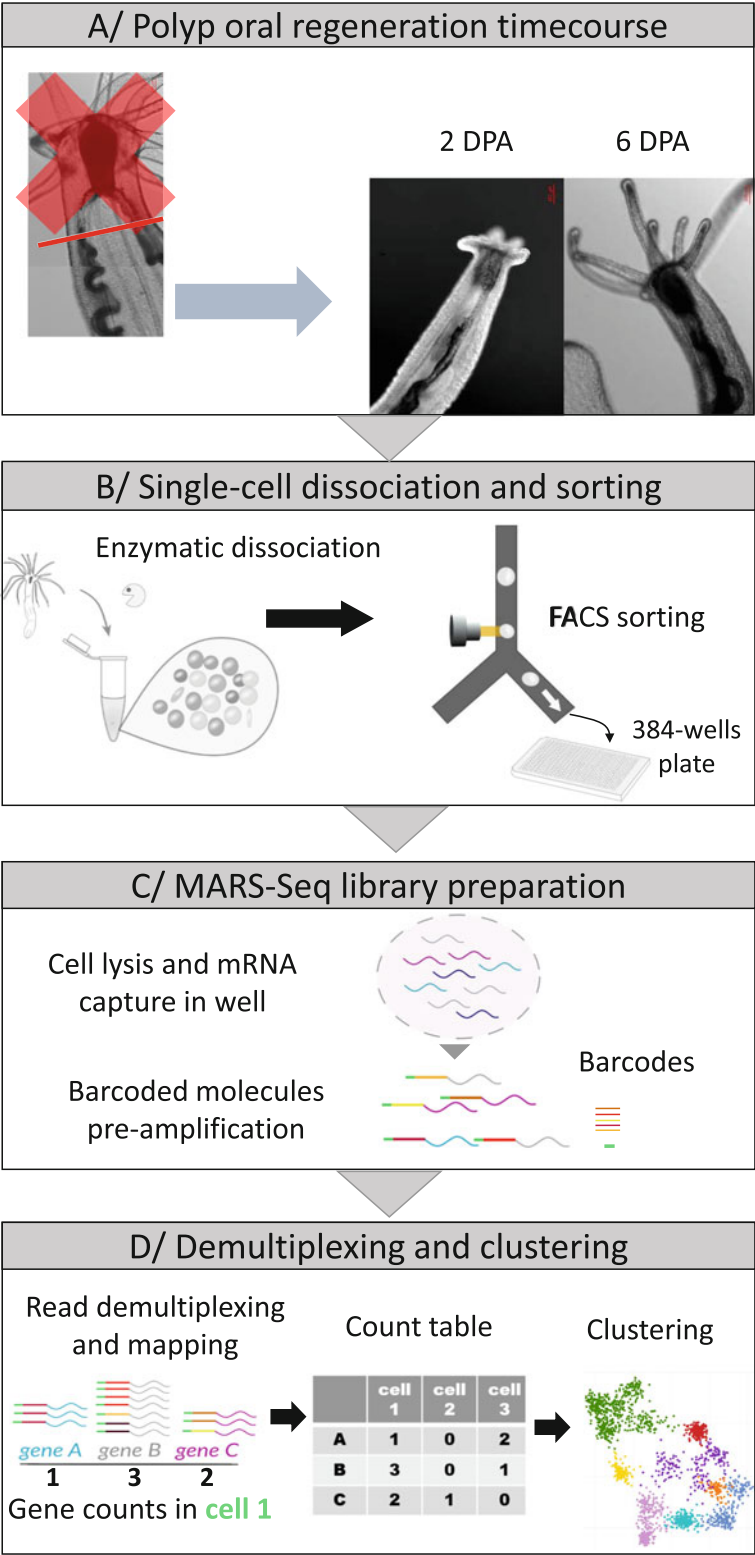 A/ Polyp oral regeneration timecourse
2 DPA
6 DPA
B/ Single-cell dissociation and sorting
Enzymatic dissociation
FACS sorting
384-wells
plate
C/ MARS-Seq library preparation
Cell lysis and mRNA
capture in well
Barcodes
Barcoded molecules
pre-amplification
D/ Demultiplexing and clustering
Read demultiplexing
and mapping
Count table
Clustering
gene A gene B gene C
1 3 2
Gene counts in cell 1
cell 1 cell 2 cell 3
A 1 0 2
B 3 0 1
C 2 1 0